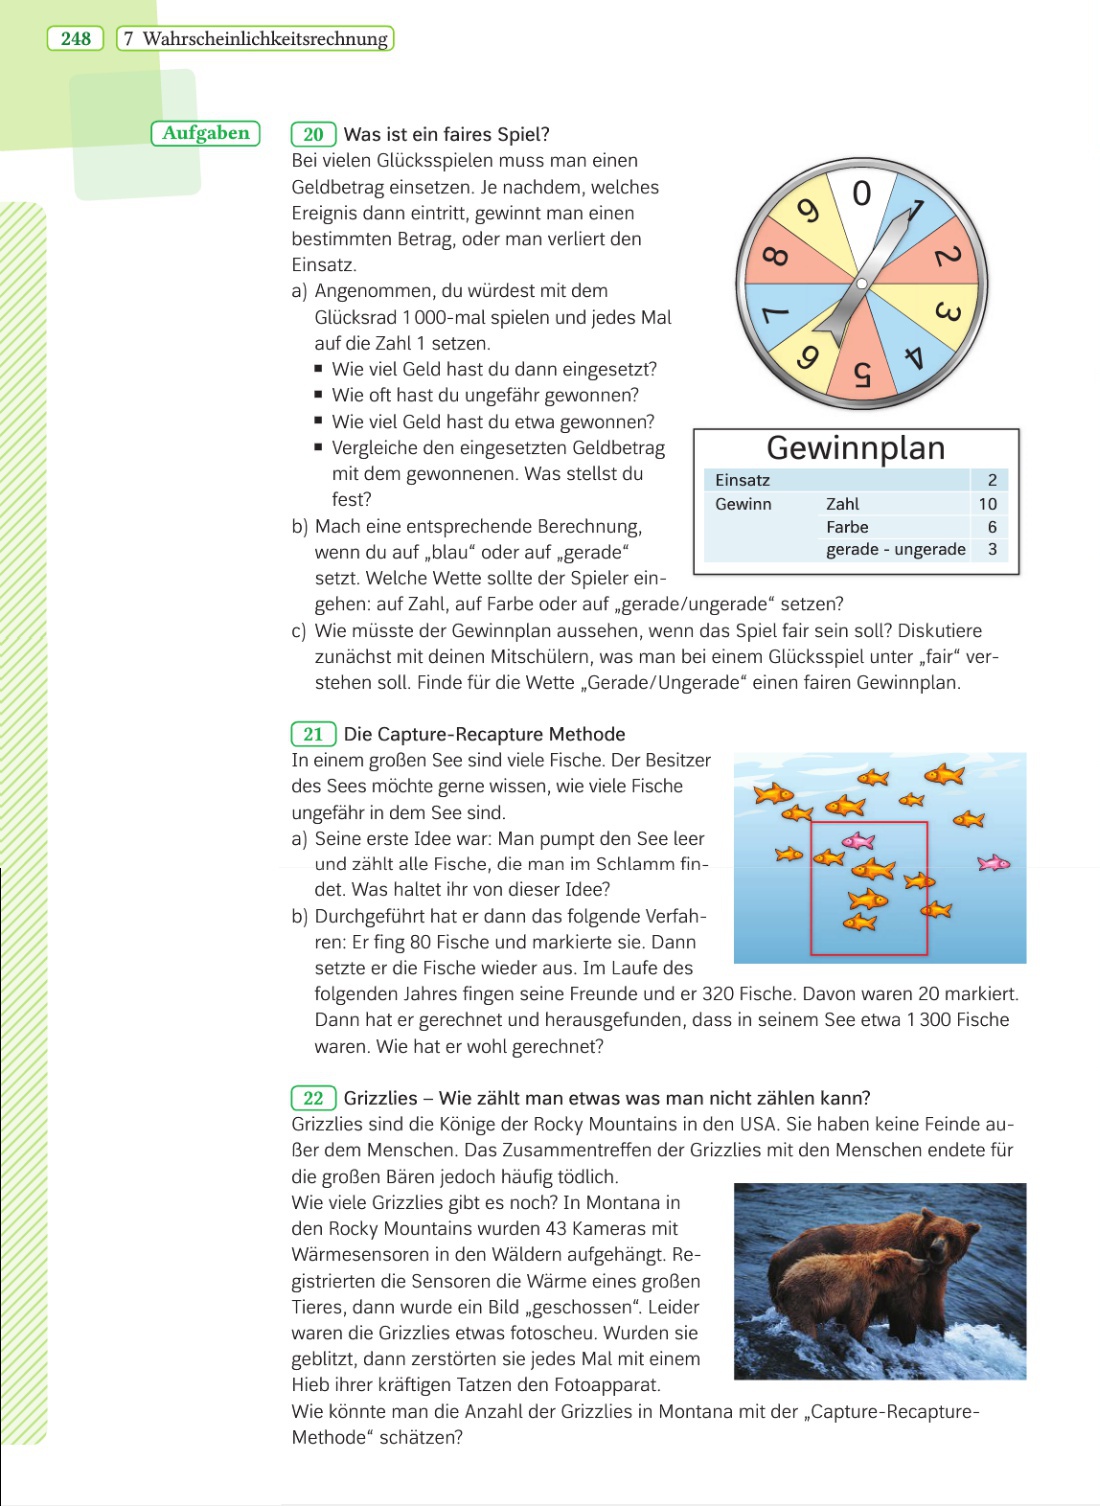 248
7 Wahrscheinlichkeitsrechnung
Aufgaben
20 Was ist ein faires Spiel?
Bei vielen Glücksspielen muss man einen
Geldbetrag einsetzen. Je nachdem, welches
Ereignis dann eintritt, gewinnt man einen
bestimmten Betrag, oder man verliert den
Einsatz.
a) Angenommen, du würdest mit dem
Glücksrad 1 000-mal spielen und jedes Mal
auf die Zahl 1 setzen.
▪ Wie viel Geld hast du dann eingesetzt?
▪ Wie oft hast du ungefähr gewonnen?
▪ Wie viel Geld hast du etwa gewonnen?
▪ Vergleiche den eingesetzten Geldbetrag
mit dem gewonnenen. Was stellst du
fest?
b) Mach eine entsprechende Berechnung,
wenn du auf „blau“ oder auf „gerade“
setzt. Welche Wette sollte der Spieler ein-
gehen: auf Zahl, auf Farbe oder auf „gerade/ungerade“ setzen?
c) Wie müsste der Gewinnplan aussehen, wenn das Spiel fair sein soll? Diskutiere
zunächst mit deinen Mitschülern, was man bei einem Glücksspiel unter „fair“ ver-
stehen soll. Finde für die Wette „Gerade/Ungerade“ einen fairen Gewinnplan.
0
1
2
3
4
5
6
7
8
9
Gewinnplan
Einsatz 2
Gewinn Zahl 10
Farbe 6
gerade - ungerade 3
21 Die Capture-Recapture Methode
In einem großen See sind viele Fische. Der Besitzer
des Sees möchte gerne wissen, wie viele Fische
ungefähr in dem See sind.
a) Seine erste Idee war: Man pumpt den See leer
und zählt alle Fische, die man im Schlamm fin-
det. Was haltet ihr von dieser Idee?
b) Durchgeführt hat er dann das folgende Verfah-
ren: Er fing 80 Fische und markierte sie. Dann
setzte er die Fische wieder aus. Im Laufe des
folgenden Jahres fingen seine Freunde und er 320 Fische. Davon waren 20 markiert.
Dann hat er gerechnet und herausgefunden, dass in seinem See etwa 1 300 Fische
waren. Wie hat er wohl gerechnet?
22 Grizzlies – Wie zählt man etwas was man nicht zählen kann?
Grizzlies sind die Könige der Rocky Mountains in den USA. Sie haben keine Feinde au-
ßer dem Menschen. Das Zusammentreffen der Grizzlies mit den Menschen endete für
die großen Bären jedoch häufig tödlich.
Wie viele Grizzlies gibt es noch? In Montana in
den Rocky Mountains wurden 43 Kameras mit
Wärmesensoren in den Wäldern aufgehängt. Re-
gistrierten die Sensoren die Wärme eines großen
Tieres, dann wurde ein Bild „geschossen“. Leider
waren die Grizzlies etwas fotoscheu. Wurden sie
geblitzt, dann zerstörten sie jedes Mal mit einem
Hieb ihrer kräftigen Tatzen den Fotoapparat.
Wie könnte man die Anzahl der Grizzlies in Montana mit der „Capture-Recapture-
Methode“ schätzen?